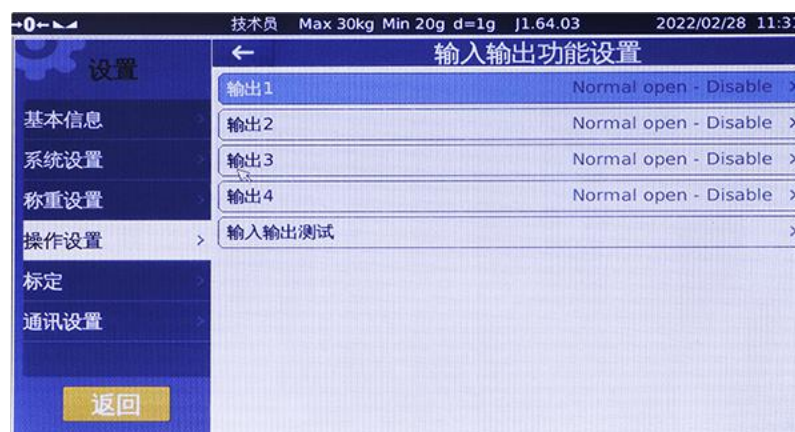 →0← 技术员 Max 30kg Min 20g d=1g J1.64.03 2022/02/28
设置
← 输入输出功能设置
输出1 Normal open - Disable >
基本信息 >
输出2 Normal open - Disable >
系统设置 >
输出3 Normal open - Disable >
称重设置 >
输出4 Normal open - Disable >
操作设置 >
输入输出测试 >
标定 >
通讯设置 >
返回